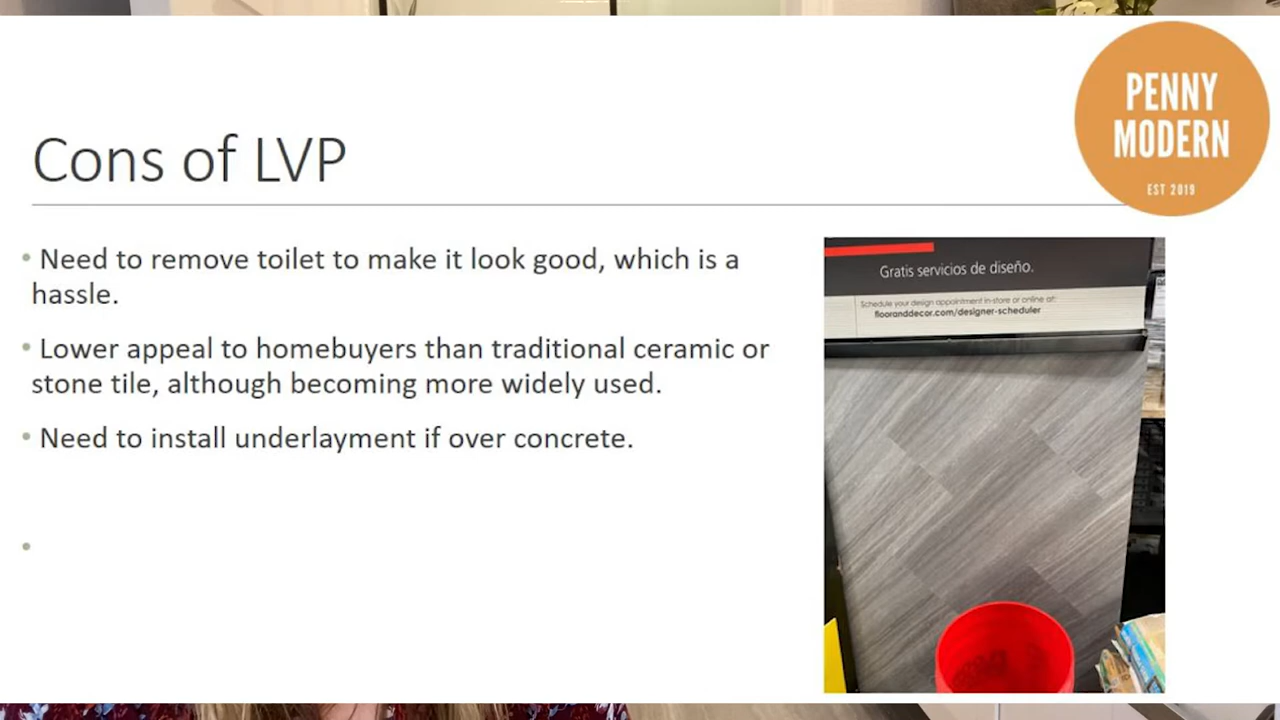 PENNY
MODERN
EST 2019
Cons of LVP
• Need to remove toilet to make it look good, which is a
hassle.
• Lower appeal to homebuyers than traditional ceramic or
stone tile, although becoming more widely used.
• Need to install underlayment if over concrete.
•
Gratis servicios de diseño.
Schedule your design appointment in-store or online at:
flooranddecor.com/designer-scheduler